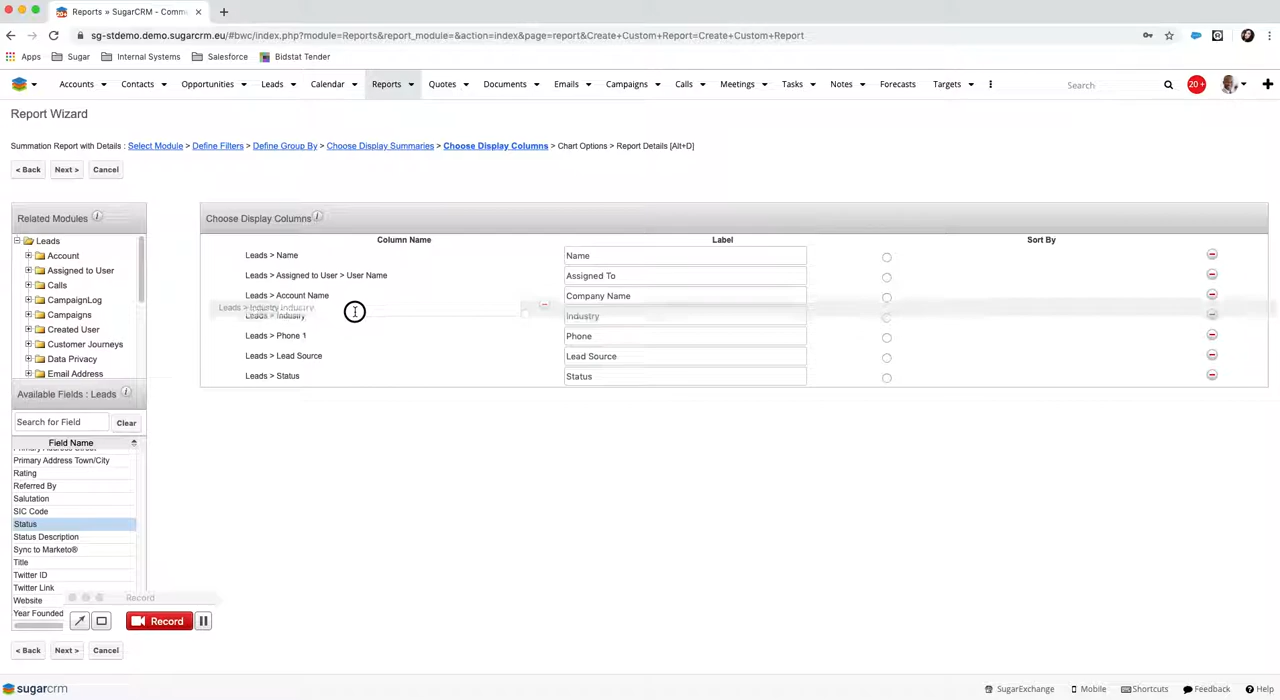 Reports » SugarCRM - Comm
sg-stdemo.demo.sugarcrm.eu/#bwc/index.php?module=Reports&report_module=&action=index&page=report&Create+Custom+Report=Create+Custom+Report
Apps Sugar Internal Systems Salesforce Bidstat Tender
Accounts Contacts Opportunities Leads Calendar Reports Quotes Documents Emails Campaigns Calls Meetings Tasks Notes Forecasts Targets Search 20+
Report Wizard
Summation Report with Details : Select Module > Define Filters > Define Group By > Choose Display Summaries > Choose Display Columns > Chart Options > Report Details [Alt+D]
< Back Next > Cancel
Related Modules
Leads
Account
Assigned to User
Calls
CampaignLog
Campaigns
Created User
Customer Journeys
Data Privacy
Email Address
Available Fields : Leads
Search for Field Clear
Field Name
Primary Address Street
Primary Address Town/City
Rating
Referred By
Salutation
SIC Code
Status
Status Description
Sync to Marketo®
Title
Twitter ID
Twitter Link
Website
Year Founded
Choose Display Columns
Column Name Label Sort By
Leads > Name Name
Leads > Assigned to User > User Name Assigned To
Leads > Account Name Company Name
Leads > Industry Industry
Leads > Industry Industry
Leads > Phone 1 Phone
Leads > Lead Source Lead Source
Leads > Status Status
Record
Record
< Back Next > Cancel
sugarcrm
SugarExchange Mobile Shortcuts Feedback Help